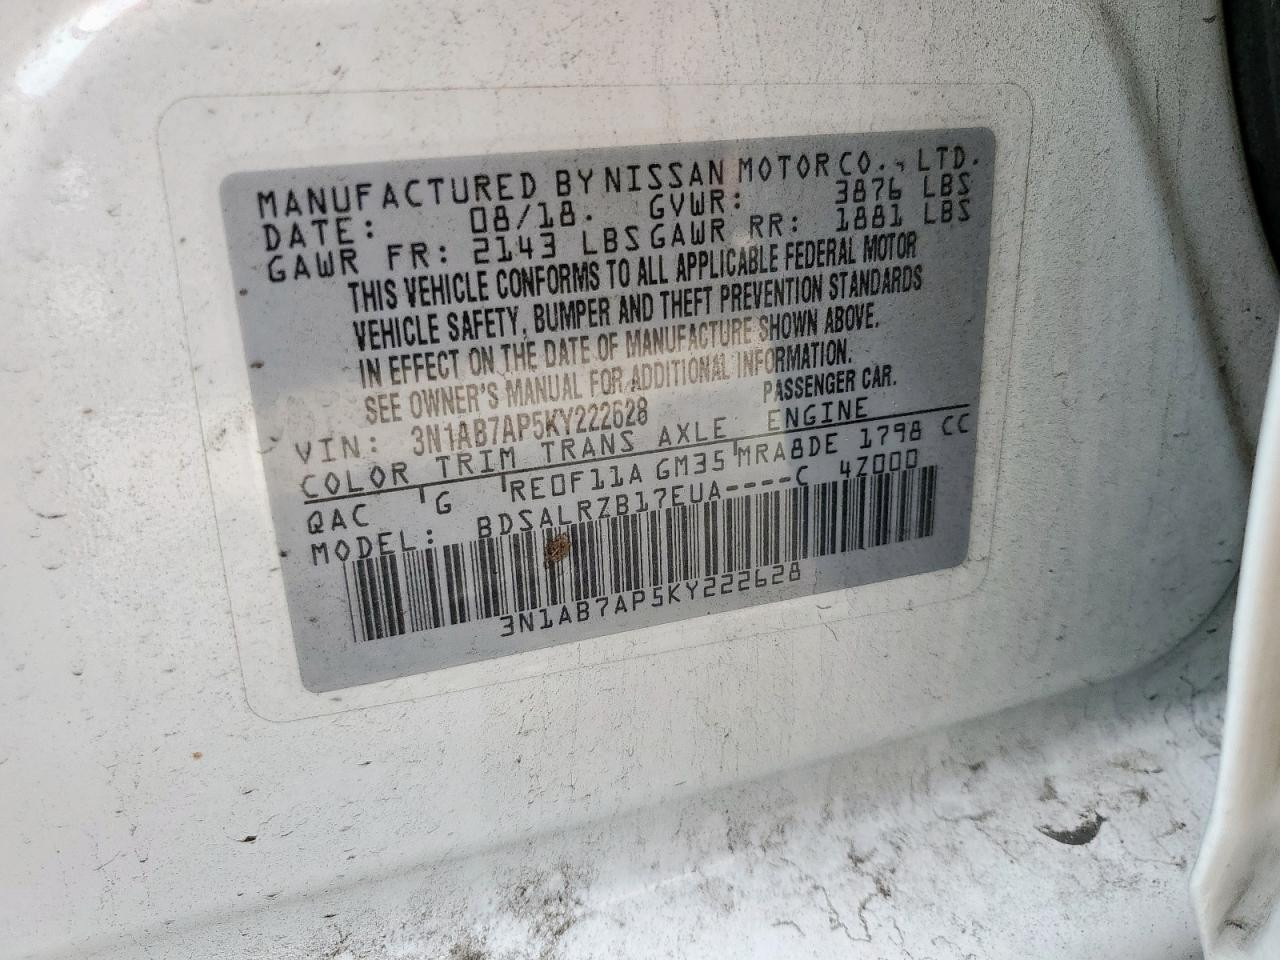 MANUFACTURED BY NISSAN MOTOR CO., LTD.
DATE: 08/18. GVWR: 3876 LBS
GAWR FR: 2143 LBS GAWR RR: 1881 LBS
THIS VEHICLE CONFORMS TO ALL APPLICABLE FEDERAL MOTOR
VEHICLE SAFETY, BUMPER AND THEFT PREVENTION STANDARDS
IN EFFECT ON THE DATE OF MANUFACTURE SHOWN ABOVE.
SEE OWNER'S MANUAL FOR ADDITIONAL INFORMATION.
VIN: 3N1AB7AP5KY222628 PASSENGER CAR.
COLOR TRIM TRANS AXLE ENGINE
QAC G RE0F11A GM35 MRA8DE 1798 CC
MODEL: BDSALRZB17EUA----C 4Z000
3N1AB7AP5KY222628